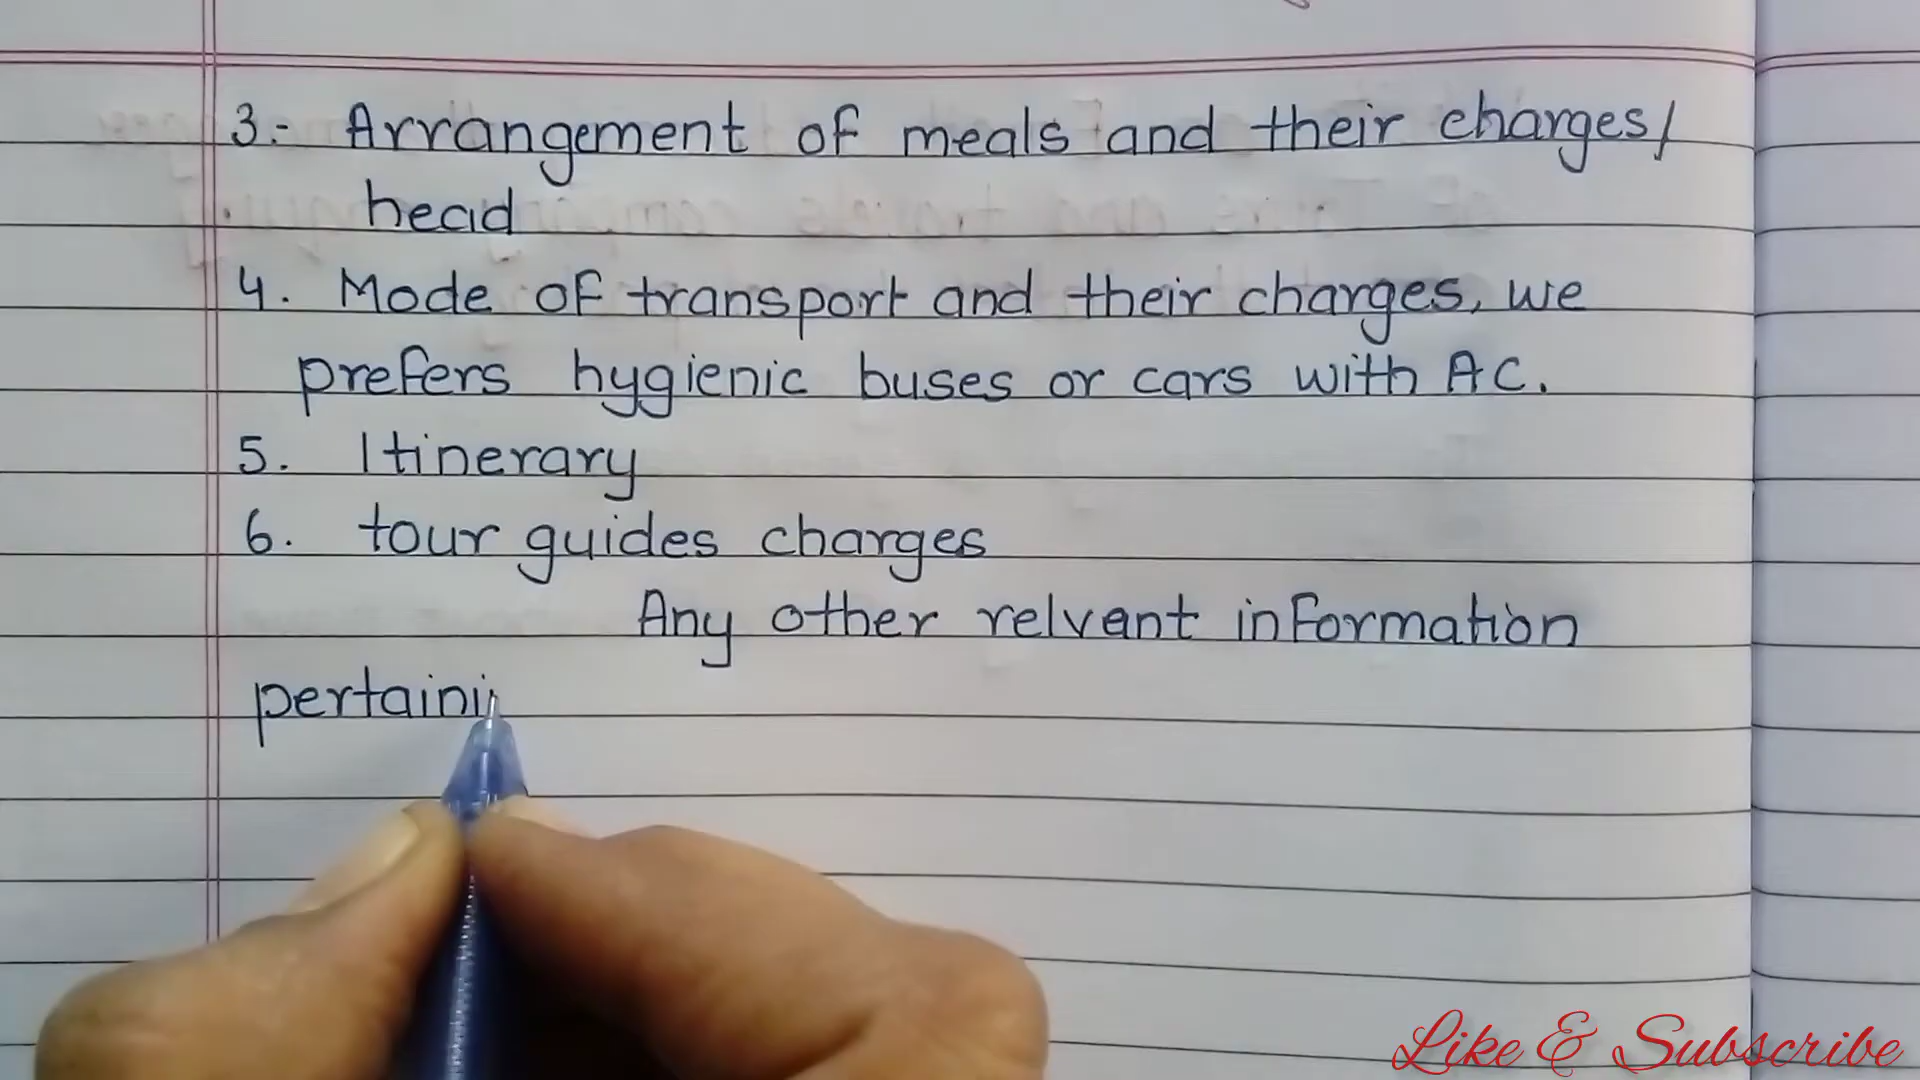 3.- Arrangement of meals and their charges/
head
4. Mode of transport and their charges, we
prefers hygienic buses or cars with AC.
5. Itinerary
6. tour guides charges
Any other relvant information
pertaini
Like & Subscribe